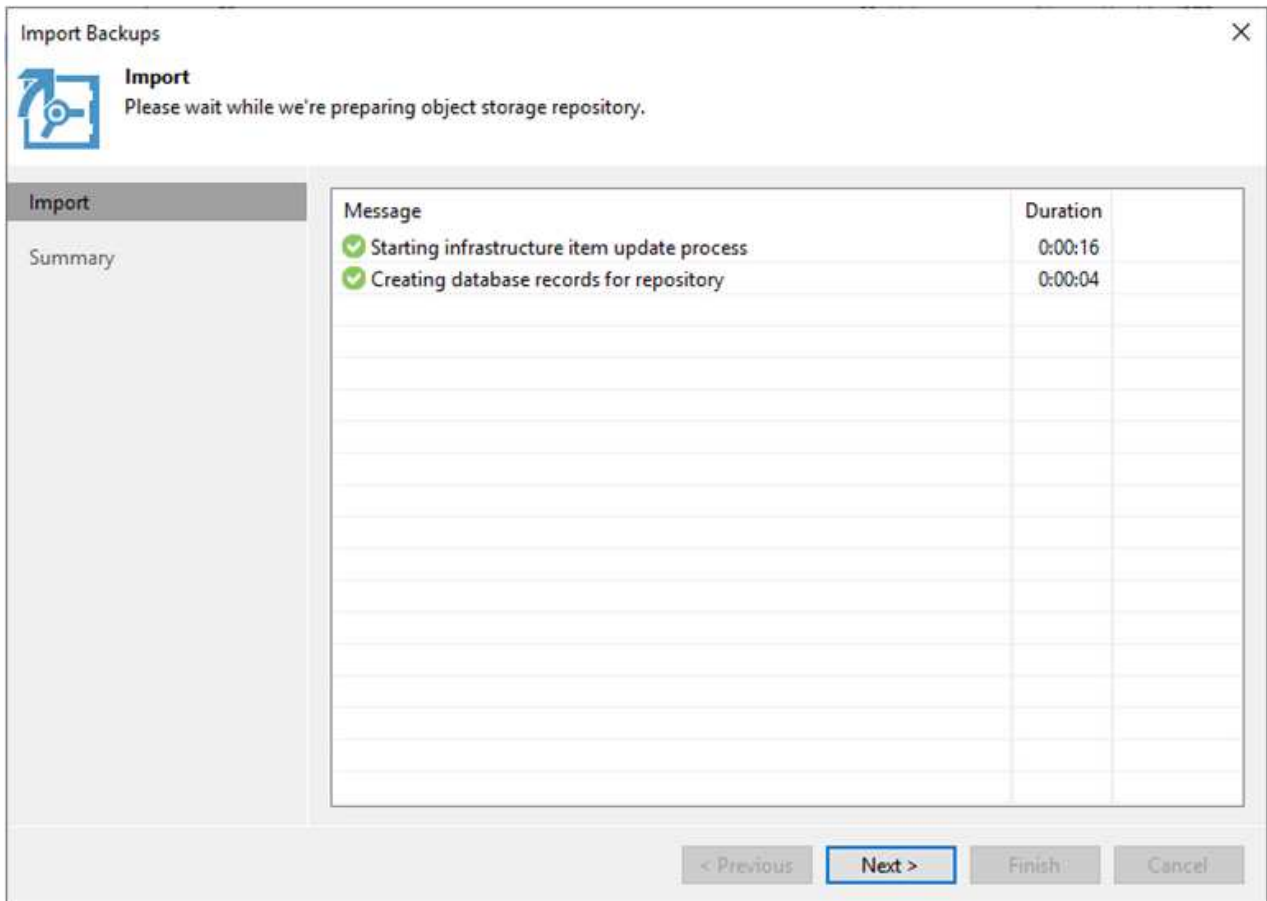 Import Backups
Import
Please wait while we're preparing object storage repository.
Import
Summary
Message Duration
Starting infrastructure item update process 0:00:16
Creating database records for repository 0:00:04
< Previous Next > Finish Cancel